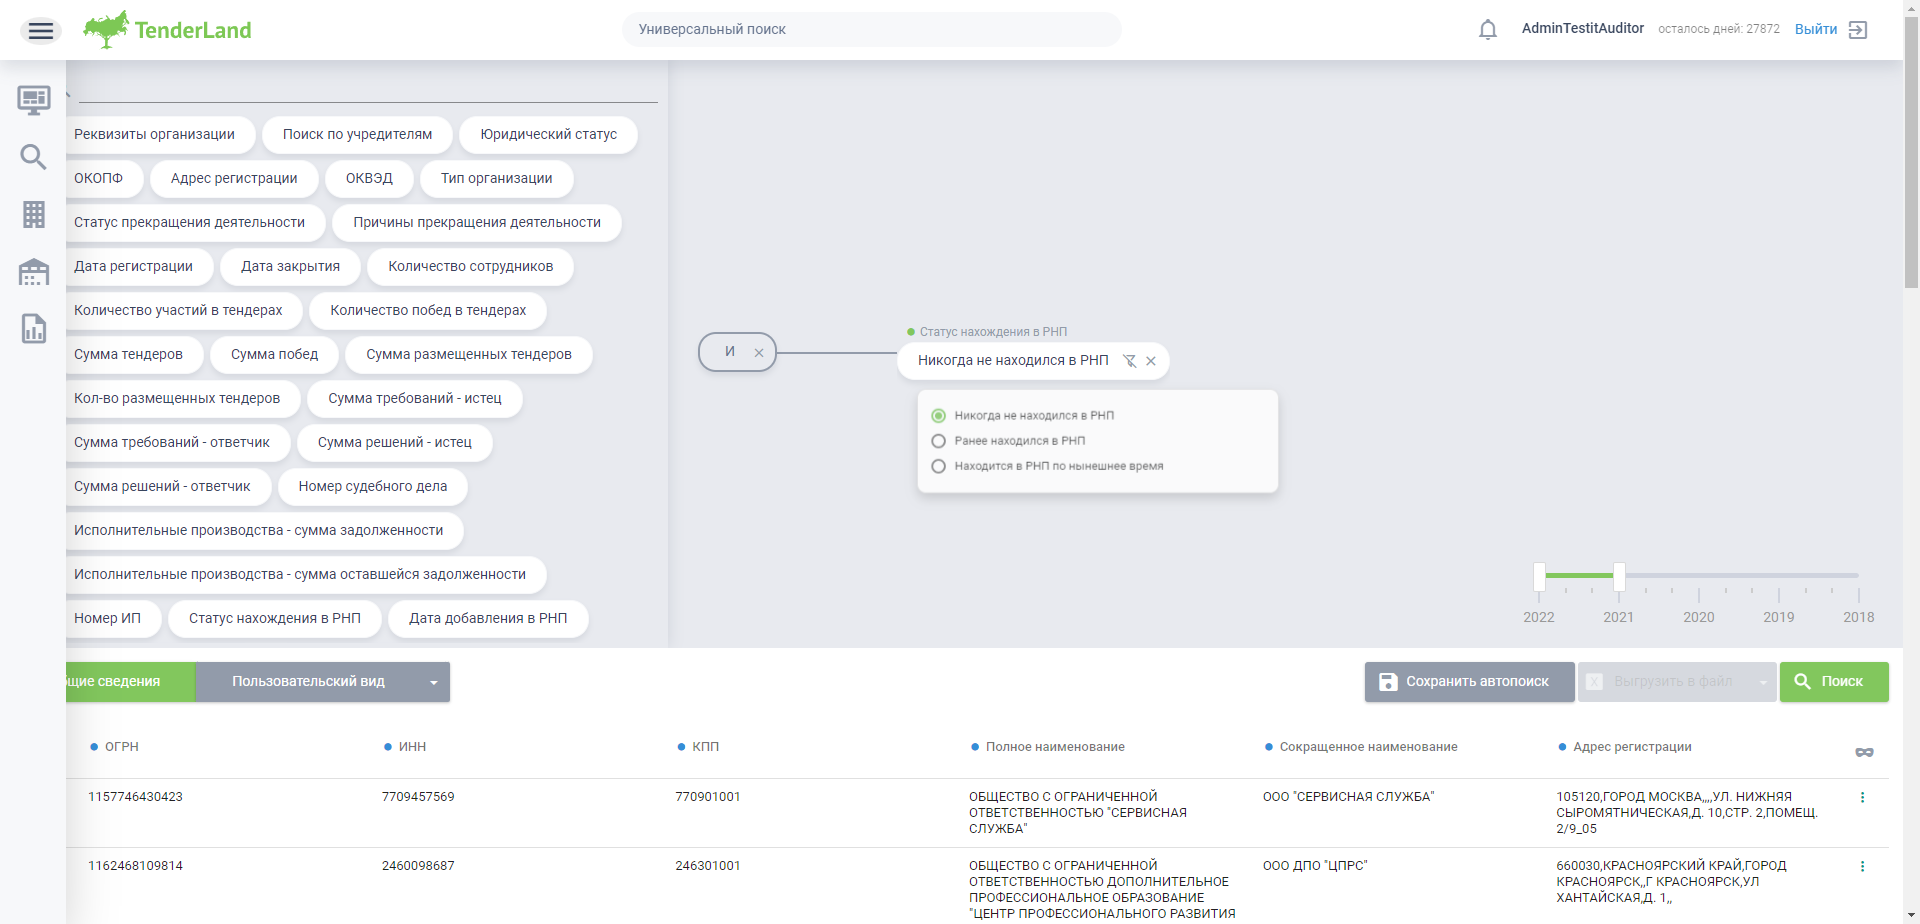 TenderLand
Универсальный поиск
AdminTestitAuditor
осталось дней: 27872
Выйти
Реквизиты организации
Поиск по учредителям
Юридический статус
ОКОПФ
Адрес регистрации
ОКВЭД
Тип организации
Статус прекращения деятельности
Причины прекращения деятельности
Дата регистрации
Дата закрытия
Количество сотрудников
Количество участий в тендерах
Количество побед в тендерах
Сумма тендеров
Сумма побед
Сумма размещенных тендеров
Кол-во размещенных тендеров
Сумма требований - истец
Сумма требований - ответчик
Сумма решений - истец
Сумма решений - ответчик
Номер судебного дела
Исполнительные производства - сумма задолженности
Исполнительные производства - сумма оставшейся задолженности
Номер ИП
Статус нахождения в РНП
Дата добавления в РНП
И
Статус нахождения в РНП
Никогда не находился в РНП
Никогда не находился в РНП
Ранее находился в РНП
Находится в РНП по нынешнее время
2022
2021
2020
2019
2018
бщие сведения
Пользовательский вид
Сохранить автопоиск
Выгрузить в файл
Поиск
ОГРН
ИНН
КПП
Полное наименование
Сокращенное наименование
Адрес регистрации
1157746430423
7709457569
770901001
ОБЩЕСТВО С ОГРАНИЧЕННОЙ
ОТВЕТСТВЕННОСТЬЮ "СЕРВИСНАЯ
СЛУЖБА"
ООО "СЕРВИСНАЯ СЛУЖБА"
105120,ГОРОД МОСКВА,,,,УЛ. НИЖНЯЯ
СЫРОМЯТНИЧЕСКАЯ,Д. 10,СТР. 2,ПОМЕЩ.
2/9_05
1162468109814
2460098687
246301001
ОБЩЕСТВО С ОГРАНИЧЕННОЙ
ОТВЕТСТВЕННОСТЬЮ ДОПОЛНИТЕЛЬНОЕ
ПРОФЕССИОНАЛЬНОЕ ОБРАЗОВАНИЕ
"ЦЕНТР ПРОФЕССИОНАЛЬНОГО РАЗВИТИЯ
ООО ДПО "ЦПРС"
660030,КРАСНОЯРСКИЙ КРАЙ,ГОРОД
КРАСНОЯРСК,,Г КРАСНОЯРСК,УЛ
ХАНТАЙСКАЯ,Д. 1,,